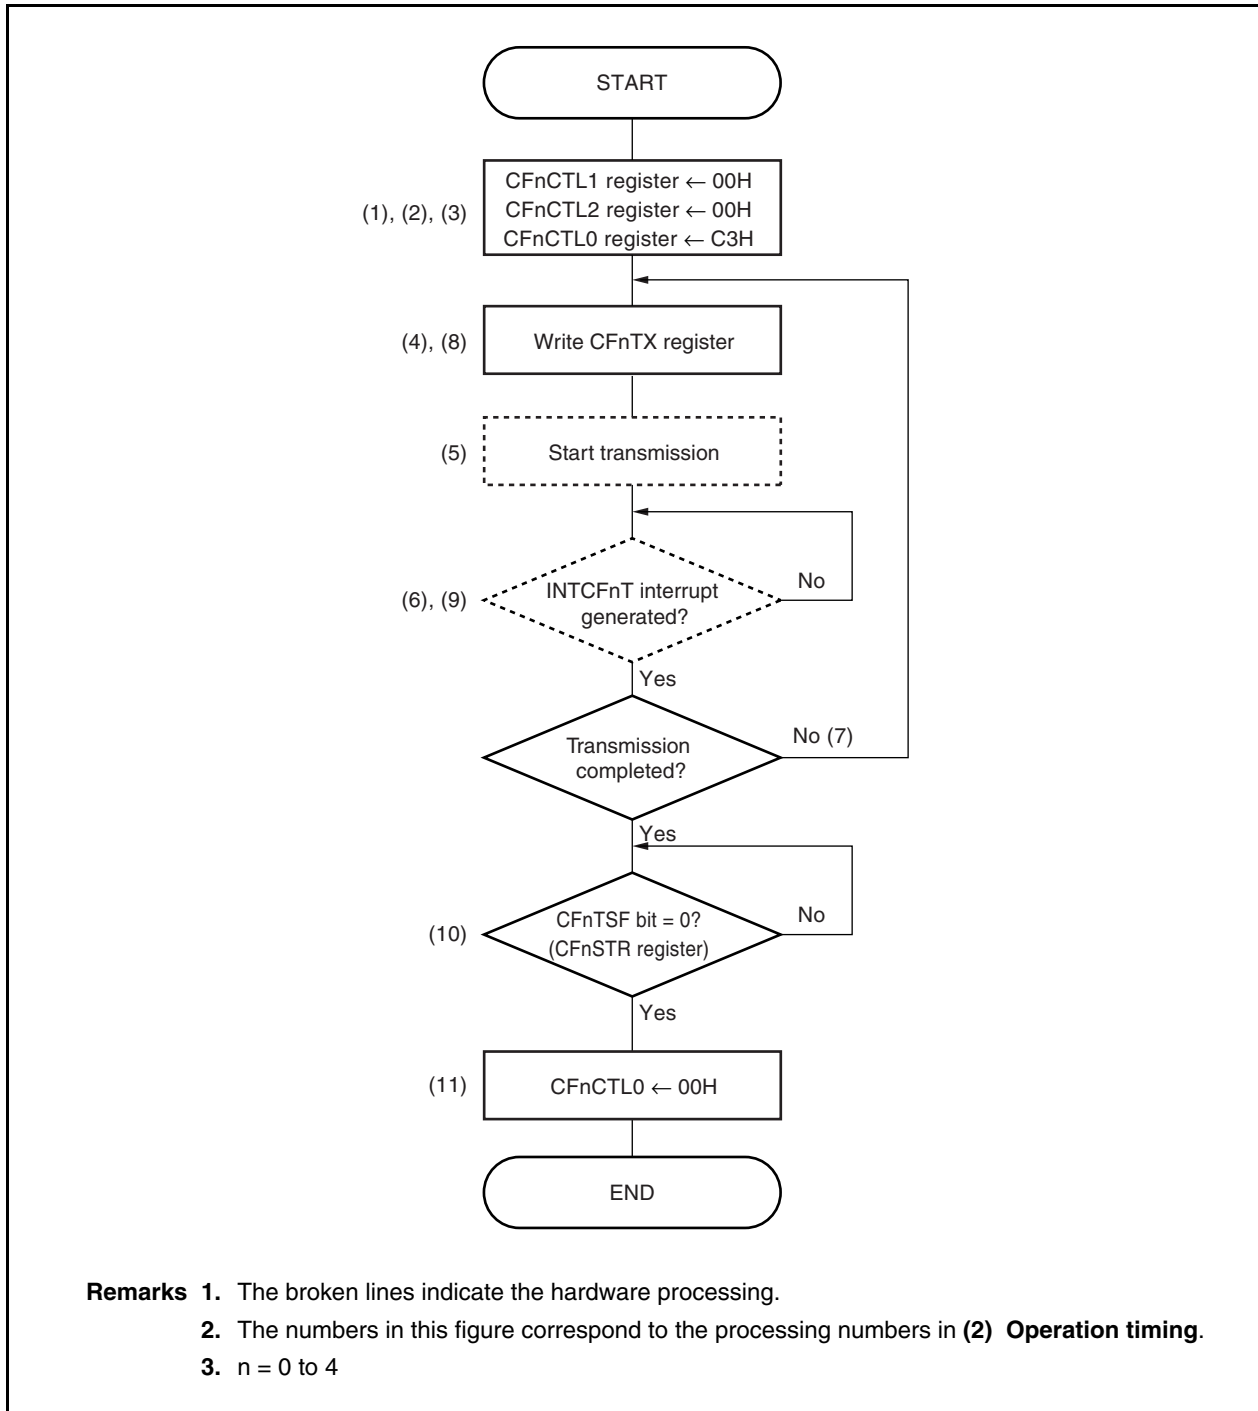 START
CFnCTL1 register ← 00H
CFnCTL2 register ← 00H
CFnCTL0 register ← C3H
(1), (2), (3)
Write CFnTX register
(4), (8)
Start transmission
(5)
INTCFnT interrupt
generated?
(6), (9)
No
Yes
Transmission
completed?
No (7)
Yes
CFnTSF bit = 0?
(CFnSTR register)
(10)
No
Yes
CFnCTL0 ← 00H
(11)
END
Remarks 1. The broken lines indicate the hardware processing.
2. The numbers in this figure correspond to the processing numbers in (2) Operation timing.
3. n = 0 to 4